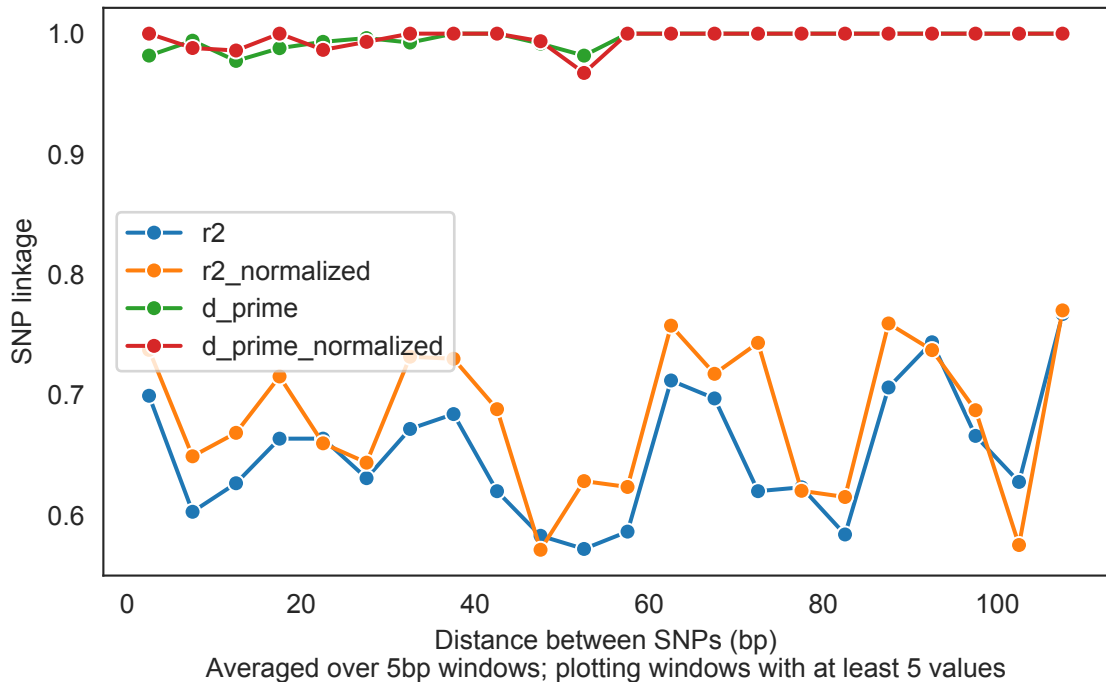 1.0
0.9
0.8
0.7
0.6
SNP linkage
r2
r2_normalized
d_prime
d_prime_normalized
0 20 40 60 80 100
Distance between SNPs (bp)
Averaged over 5bp windows; plotting windows with at least 5 values